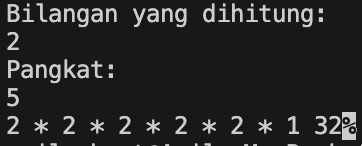 Bilangan yang dihitung:
2
Pangkat:
5
2 * 2 * 2 * 2 * 2 * 1 32%